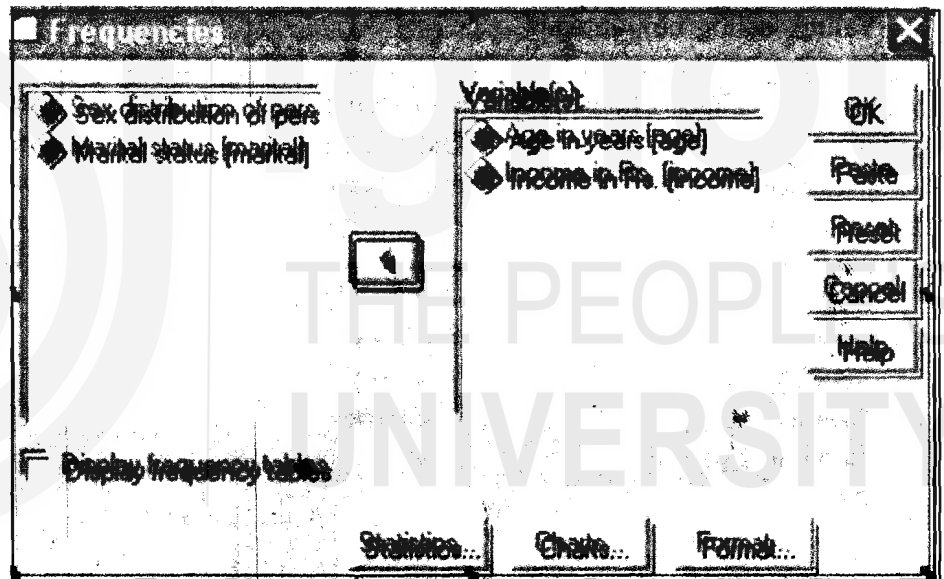 Frequencies
Sex distribution of pers
Marital status [marital]
Variable(s):
Age in years [age]
Income in Rs. [income]
OK
Paste
Reset
Cancel
Help
Display frequency tables
Statistics...
Charts...
Format...
THE PEOPLE
UNIVERSITY